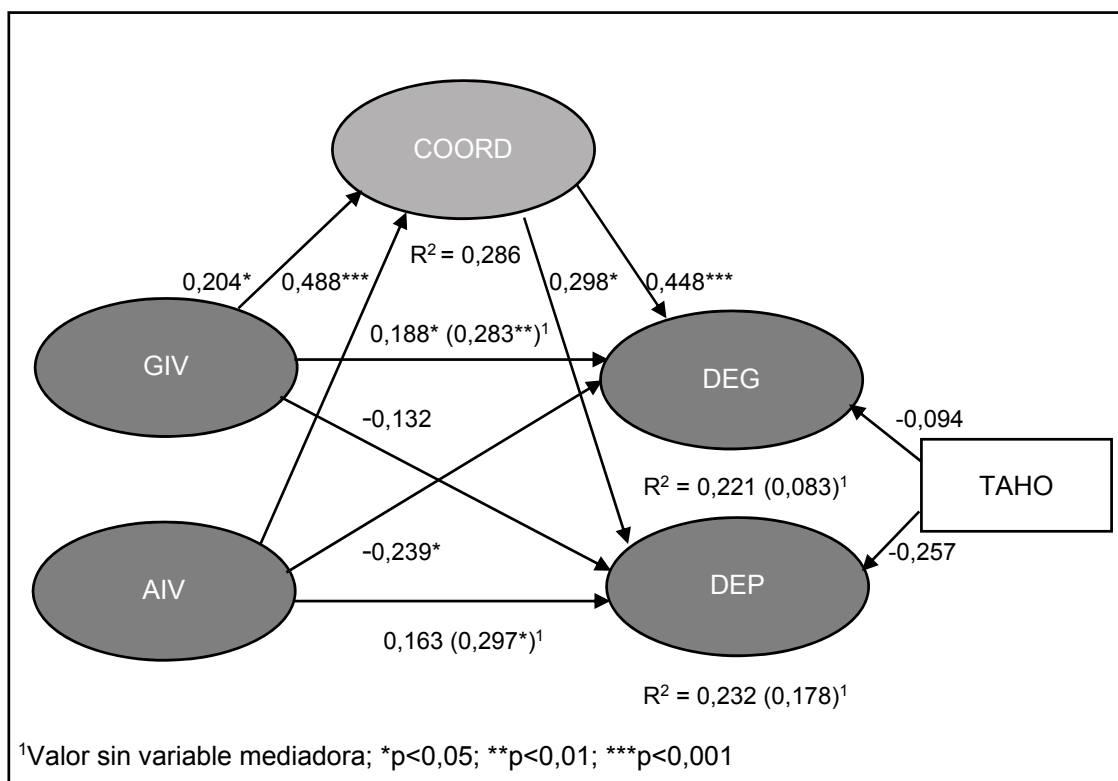 COORD
R² = 0,286
0,204*
0,488***
0,298*
0,448***
0,188* (0,283**)¹
GIV
DEG
-0,132
-0,094
R² = 0,221 (0,083)¹
TAHO
-0,239*
-0,257
AIV
DEP
0,163 (0,297*)¹
R² = 0,232 (0,178)¹
¹Valor sin variable mediadora; *p<0,05; **p<0,01; ***p<0,001